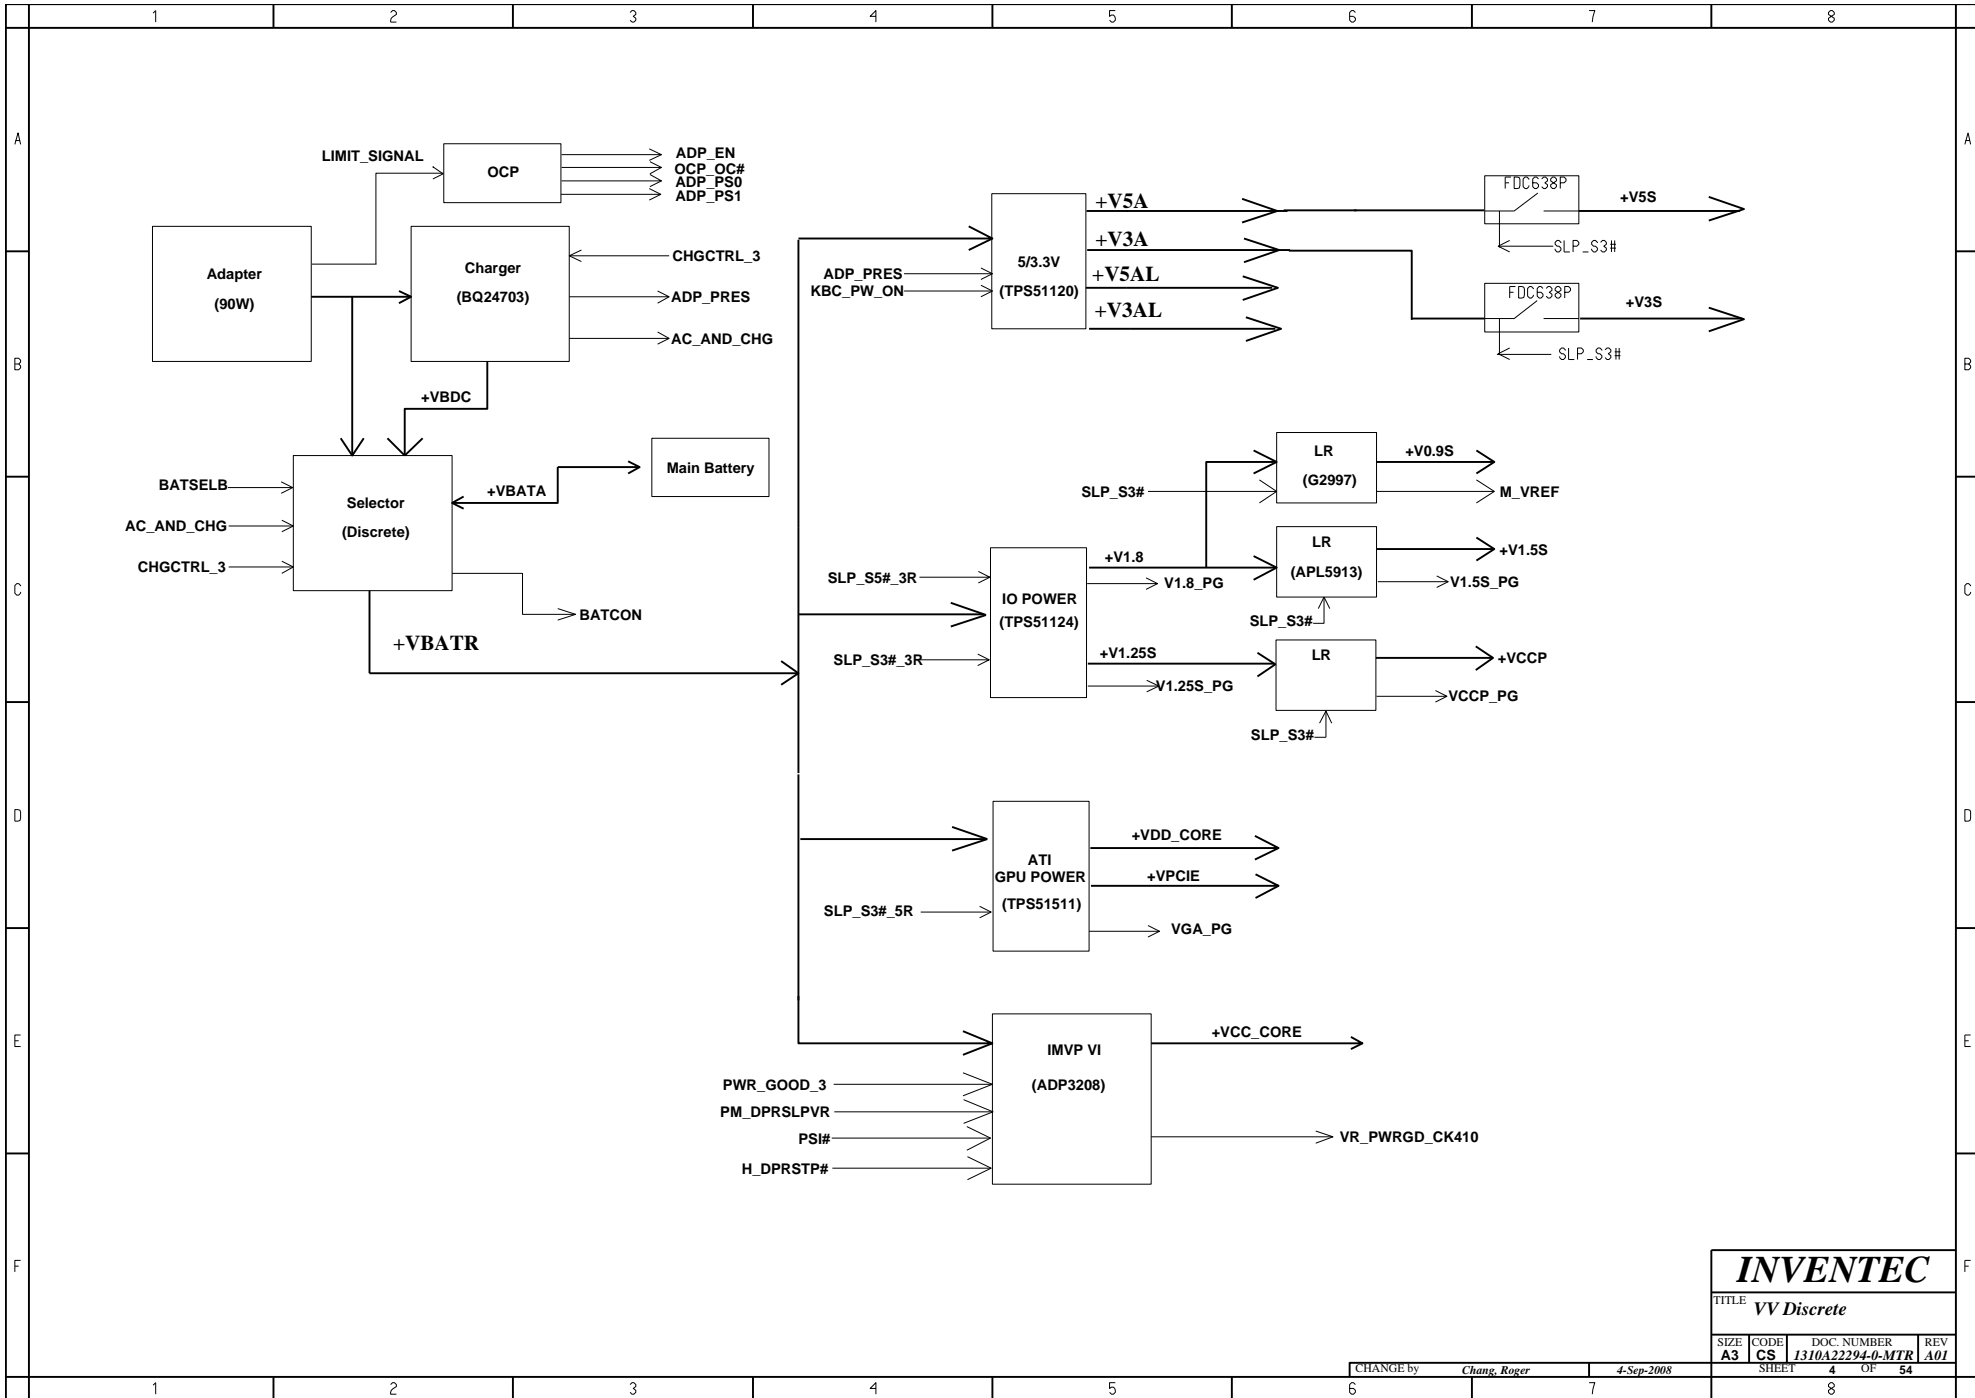 1 2 3 4 5 6 7 8
A
A
LIMIT_SIGNAL
OCP
ADP_EN
OCP_OC#
ADP_PS0
ADP_PS1
Adapter
(90W)
Charger
(BQ24703)
CHGCTRL_3
ADP_PRES
AC_AND_CHG
+VBDC
B
B
BATSELB
AC_AND_CHG
CHGCTRL_3
Selector
(Discrete)
+VBATA
Main Battery
BATCON
+VBATR
C
C
ADP_PRES
KBC_PW_ON
5/3.3V
(TPS51120)
+V5A
+V3A
+V5AL
+V3AL
FDC638P
+V5S
SLP_S3#
FDC638P
+V3S
SLP_S3#
SLP_S3#
LR
(G2997)
+V0.9S
M_VREF
SLP_S5#_3R
SLP_S3#_3R
IO POWER
(TPS51124)
+V1.8
V1.8_PG
+V1.25S
V1.25S_PG
LR
(APL5913)
+V1.5S
V1.5S_PG
SLP_S3#
LR
+VCCP
VCCP_PG
SLP_S3#
D
D
SLP_S3#_5R
ATI
GPU POWER
(TPS51511)
+VDD_CORE
+VPCIE
VGA_PG
E
E
PWR_GOOD_3
PM_DPRSLPVR
PSI#
H_DPRSTP#
IMVP VI
(ADP3208)
+VCC_CORE
VR_PWRGD_CK410
F
F
INVENTEC
TITLE VV Discrete
SIZE CODE DOC. NUMBER REV
A3 CS 1310A22294-0-MTR A01
CHANGE by Chang, Roger 4-Sep-2008 SHEET 4 OF 54
1 2 3 4 5 6 7 8